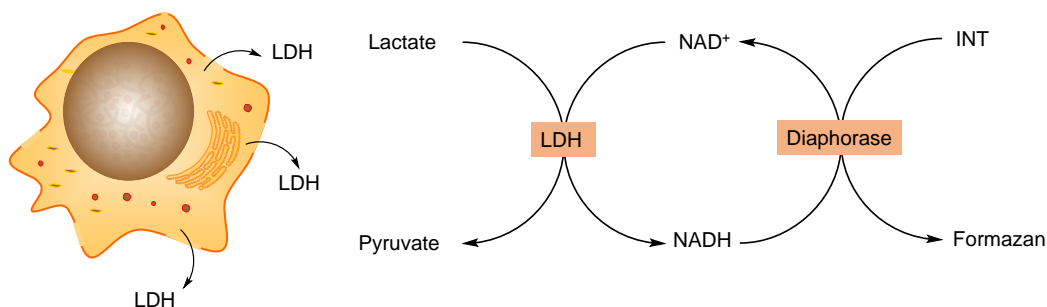 LDH
LDH
LDH
Lactate
NAD⁺
INT
LDH
Diaphorase
Pyruvate
NADH
Formazan